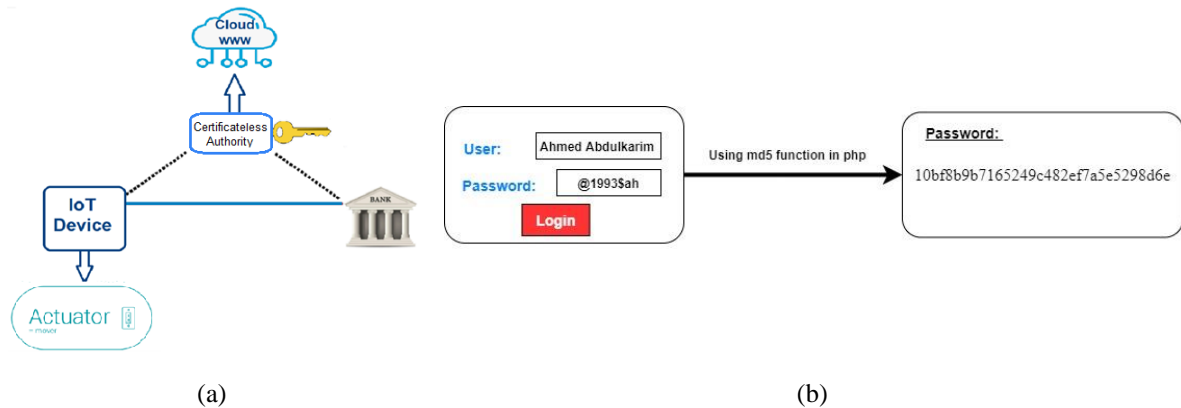 Cloud
www
Certificateless
Authority
IoT
Device
BANK
Actuator
- mover
(a)
User:
Ahmed Abdulkarim
Password:
@1993$ah
Login
Using md5 function in php
Password:
10bf8b9b7165249c482ef7a5e5298d6e
(b)